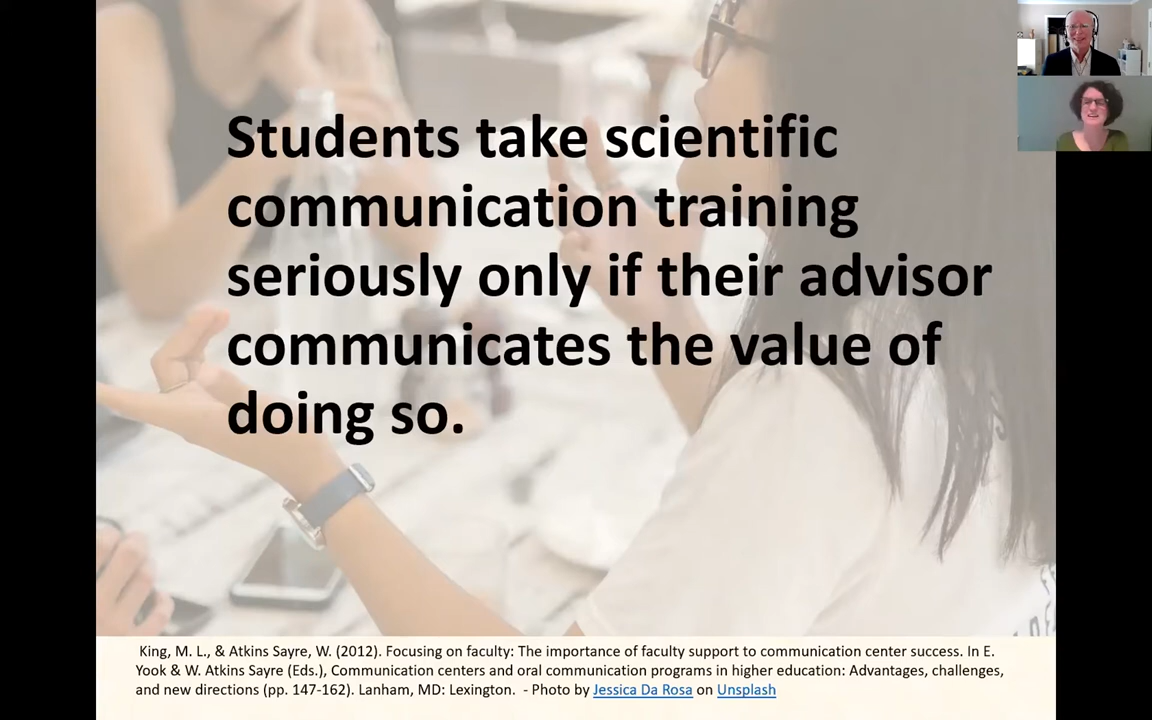 Students take scientific
communication training
seriously only if their advisor
communicates the value of
doing so.
King, M. L., & Atkins Sayre, W. (2012). Focusing on faculty: The importance of faculty support to communication center success. In E.
Yook & W. Atkins Sayre (Eds.), Communication centers and oral communication programs in higher education: Advantages, challenges,
and new directions (pp. 147-162). Lanham, MD: Lexington.  - Photo by Jessica Da Rosa on Unsplash